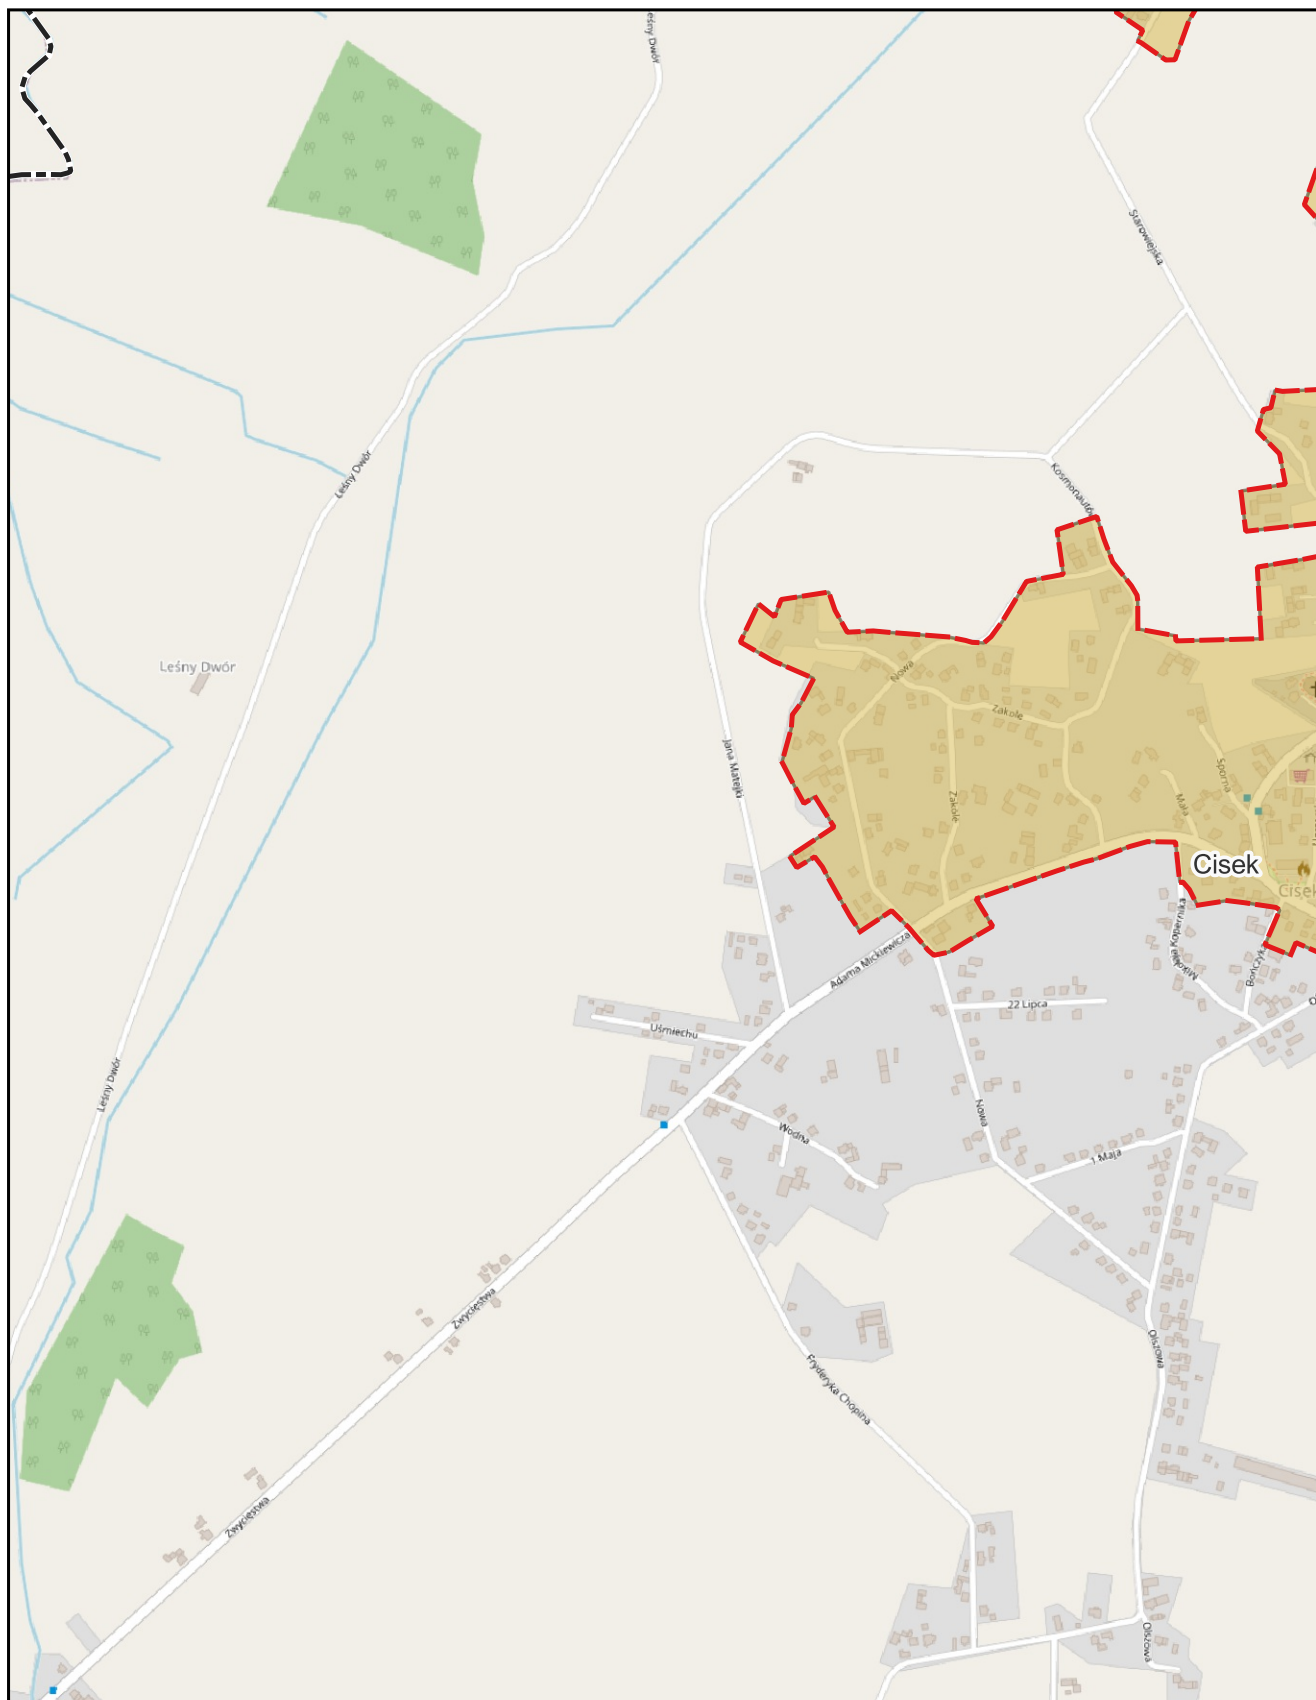 Leśny Dwór
Starowiejska
Leśny Dwór
Kosmonautów
Leśny Dwór
Nowa
Zakole
Jana Matejki
Sporna
Zakole
Mała
Cisek
Cisek
Mikołaja Kopernika
Adama Mickiewicza
Bończyk
22 Lipca
Uśmiechu
Leśny Dwór
Nowa
Wodna
1 Maja
Zwycięstwa
Olszowa
Fryderyka Chopina
Zwycięstwa
Olszowa